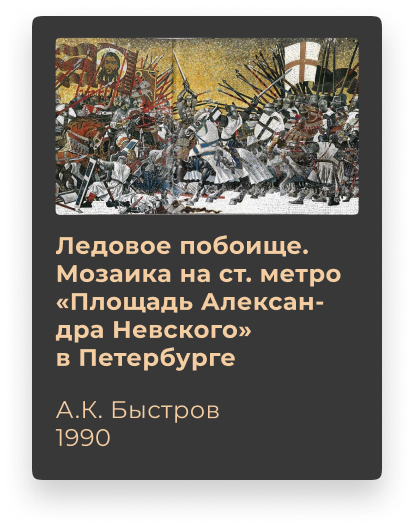 Ледовое побоище.
Мозаика на ст. метро
«Площадь Алексан-
дра Невского»
в Петербурге
А.К. Быстров
1990